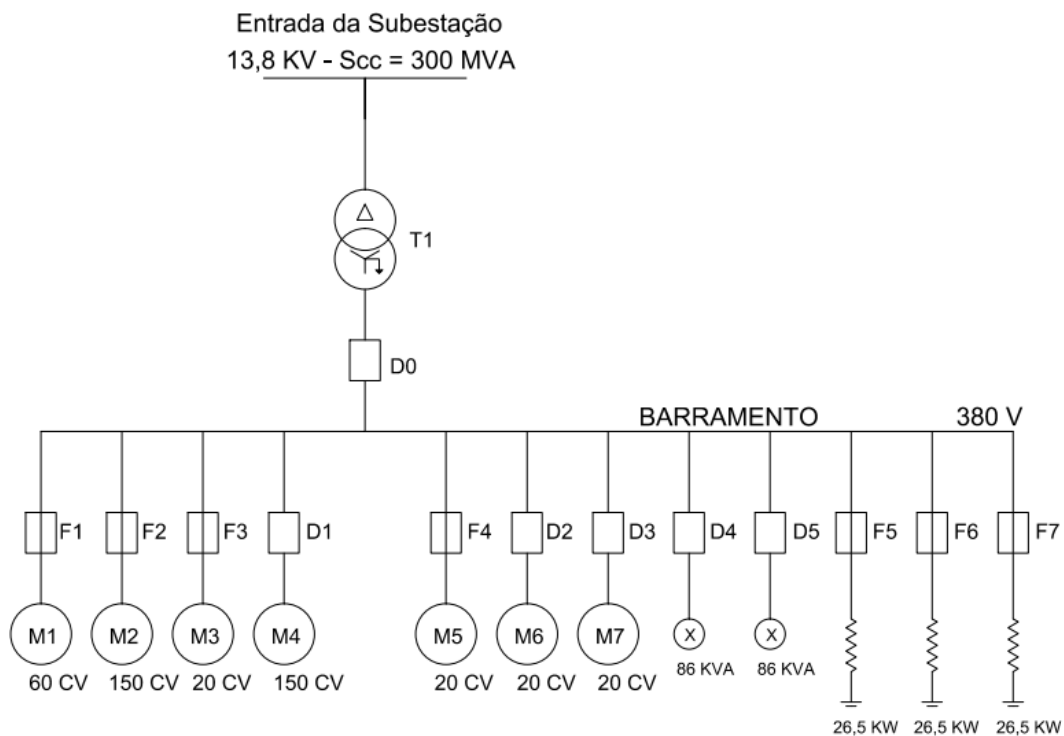 Entrada da Subestação
13,8 KV - Scc = 300 MVA
T1
D0
BARRAMENTO 380 V
F1 F2 F3 D1 F4 D2 D3 D4 D5 F5 F6 F7
M1 M2 M3 M4 M5 M6 M7 X X
60 CV 150 CV 20 CV 150 CV 20 CV 20 CV 20 CV 86 KVA 86 KVA
26,5 KW 26,5 KW 26,5 KW